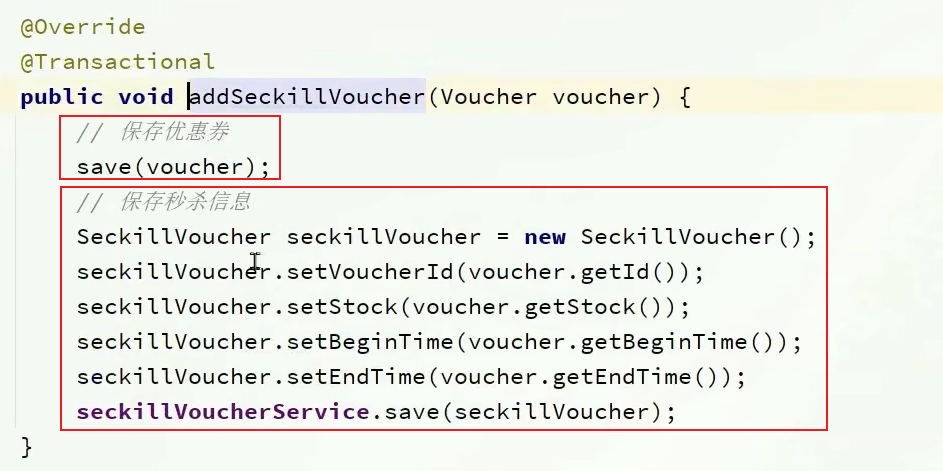 @Override
@Transactional
public void addSeckillVoucher(Voucher voucher) {
// 保存优惠券
save(voucher);
// 保存秒杀信息
SeckillVoucher seckillVoucher = new SeckillVoucher();
seckillVoucher.setVoucherId(voucher.getId());
seckillVoucher.setStock(voucher.getStock());
seckillVoucher.setBeginTime(voucher.getBeginTime());
seckillVoucher.setEndTime(voucher.getEndTime());
seckillVoucherService.save(seckillVoucher);
}